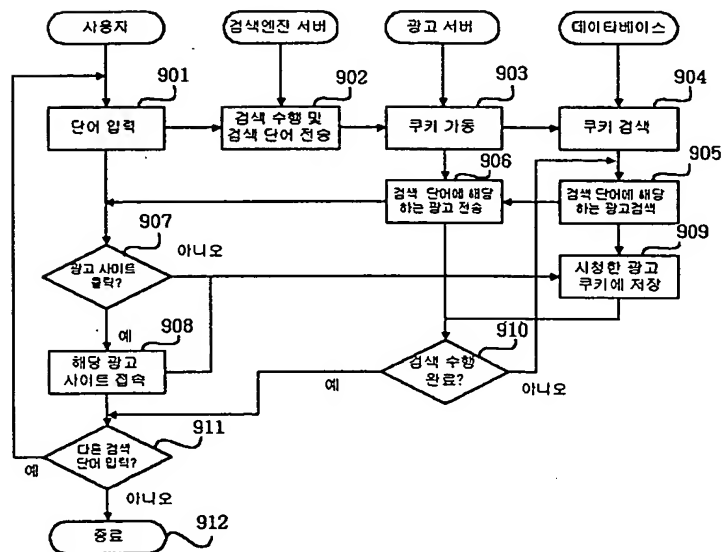 사용자
검색엔진 서버
광고 서버
데이타베이스
901
902
903
904
단어 입력
검색 수행 및
검색 단어 전송
쿠키 가동
쿠키 검색
906
905
검색 단어에 해당
하는 광고 전송
검색 단어에 해당
하는 광고검색
907
아니오
909
광고 사이트
클릭?
시청한 광고
쿠키에 저장
예
908
910
해당 광고
사이트 접속
검색 수행
완료?
예
아니오
911
다른 검색
단어 입력?
예
아니오
종료
912